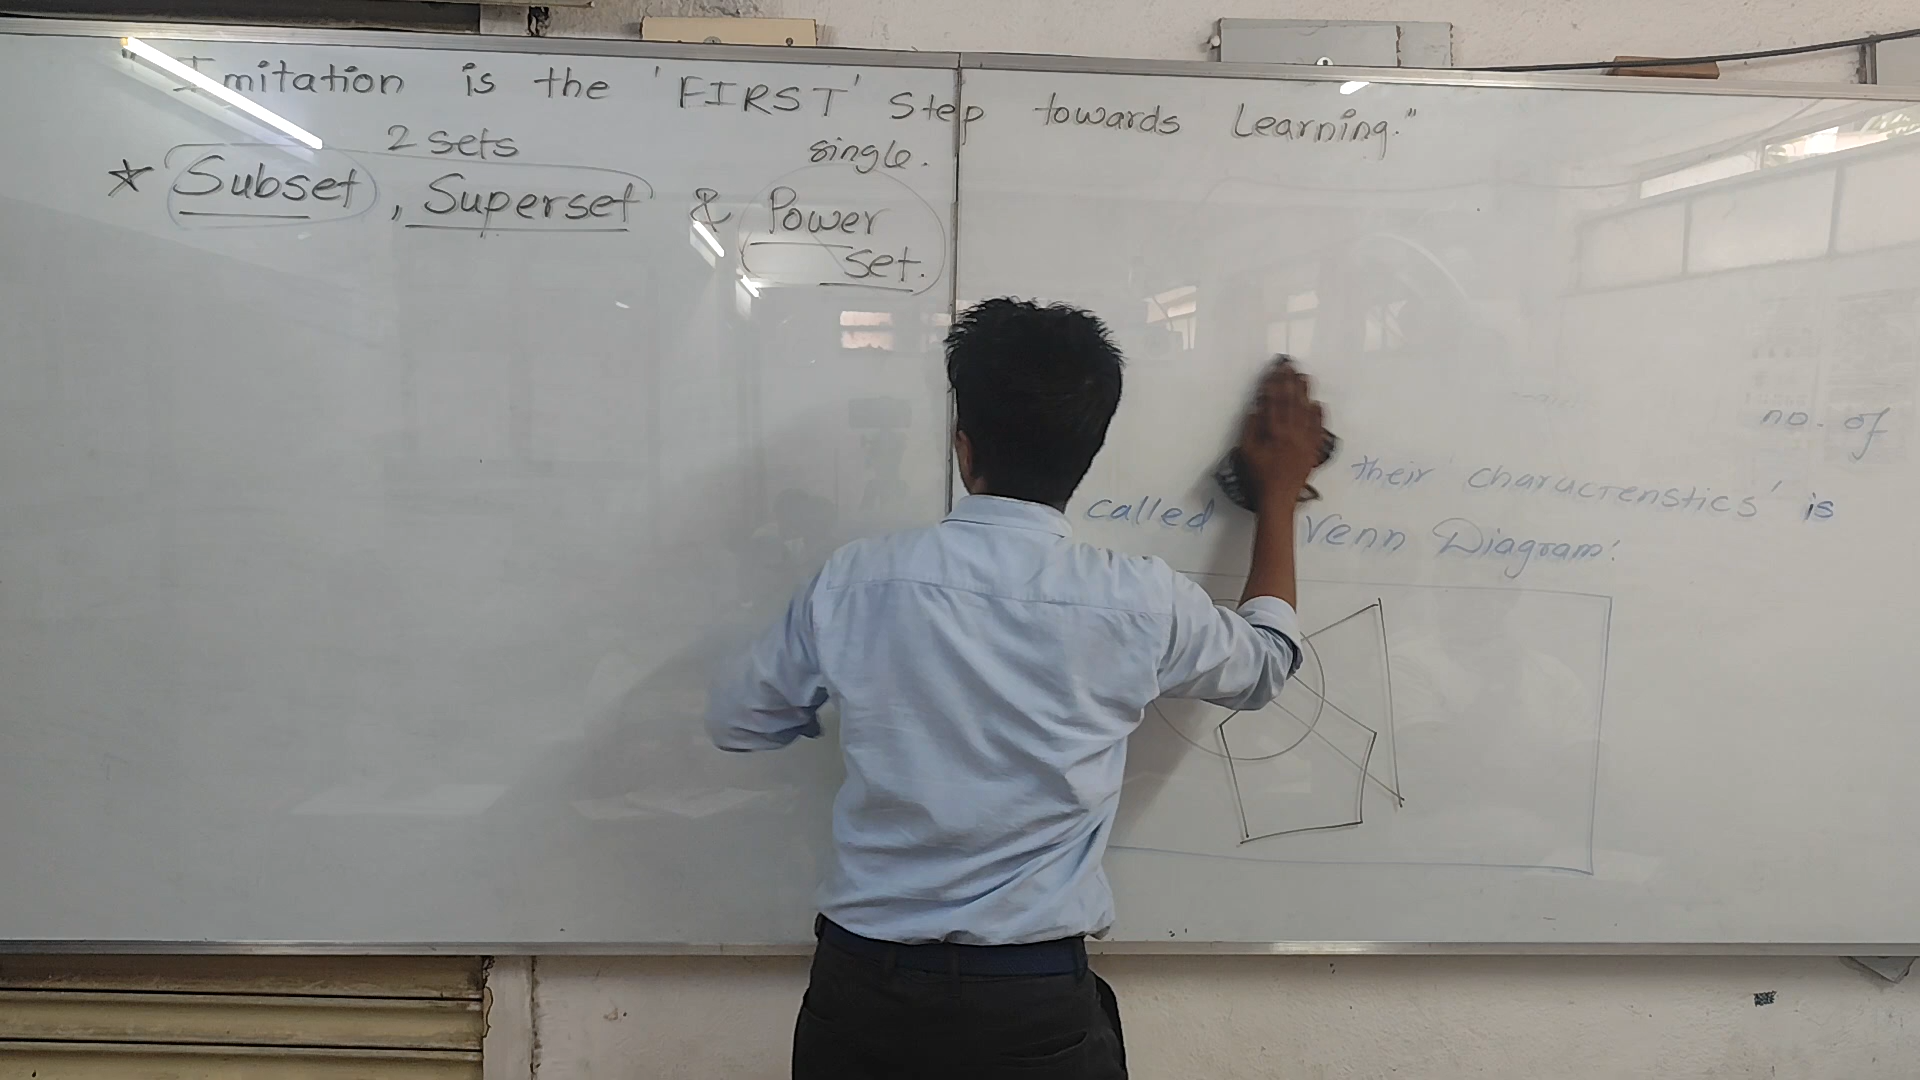 "Imitation is the 'FIRST' Step towards Learning."
2 sets single.
* Subset, Superset & Power
set.
no. of
their characterstics' is
called Venn Diagram'.